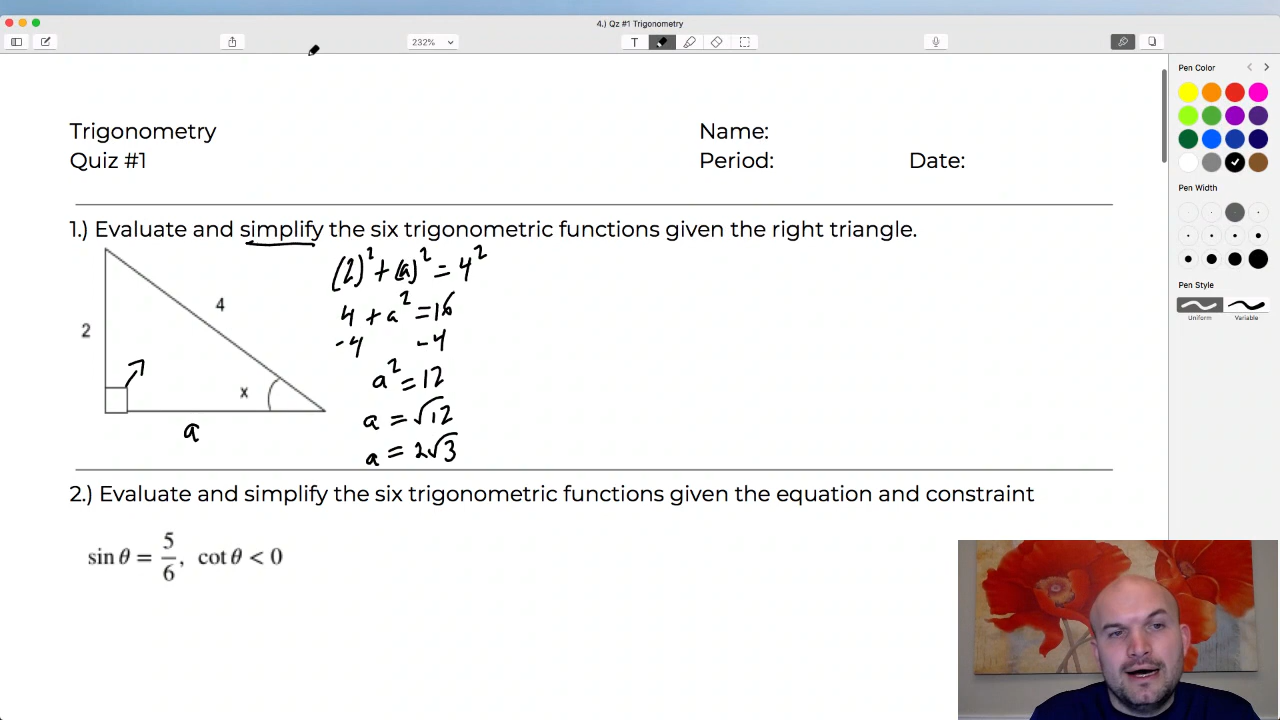 4.) Qz #1 Trigonometry
232%
T
Pen Color
Trigonometry
Name:
Quiz #1
Period:
Date:
Pen Width
1.) Evaluate and simplify the six trigonometric functions given the right triangle.
Pen Style
Uniform
Variable
4
2
x
a
(2)² + (a)² = 4²
4 + a² = 16
-4 -4
a² = 12
a = √12
a = 2√3
2.) Evaluate and simplify the six trigonometric functions given the equation and constraint
sin θ = 5/6, cot θ < 0